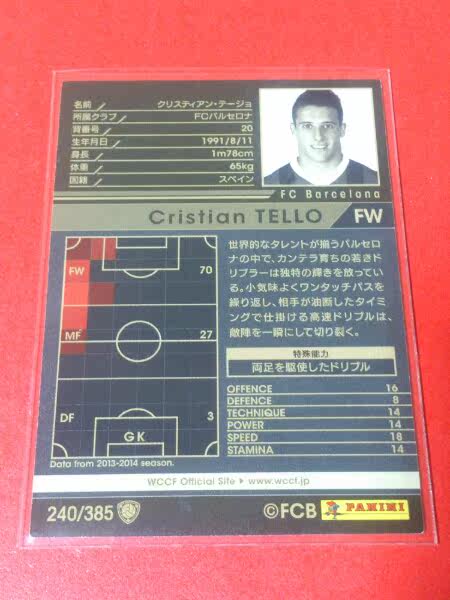 名前 クリスティアン・テージョ
所属クラブ FCバルセロナ
背番号 20
生年月日 1991/8/11
身長 1m78cm
体重 65kg
国籍 スペイン
FC Barcelona
Cristian TELLO FW
世界的なタレントが揃うバルセロ
ナの中で、カンテラ育ちの若きド
リブラーは独特の輝きを放ってい
る。小気味よくワンタッチパスを
繰り返し、相手が油断したタイミ
ングで仕掛ける高速ドリブルは、
敵陣を一瞬にして切り裂く。
FW 70
MF 27
DF 3
GK
特殊能力
両足を駆使したドリブル
OFFENCE 16
DEFENCE 8
TECHNIQUE 14
POWER 14
SPEED 18
STAMINA 14
Data from 2013-2014 season.
WCCF Official Site ▶ www.wccf.jp
240/385 ©FCB PANINI